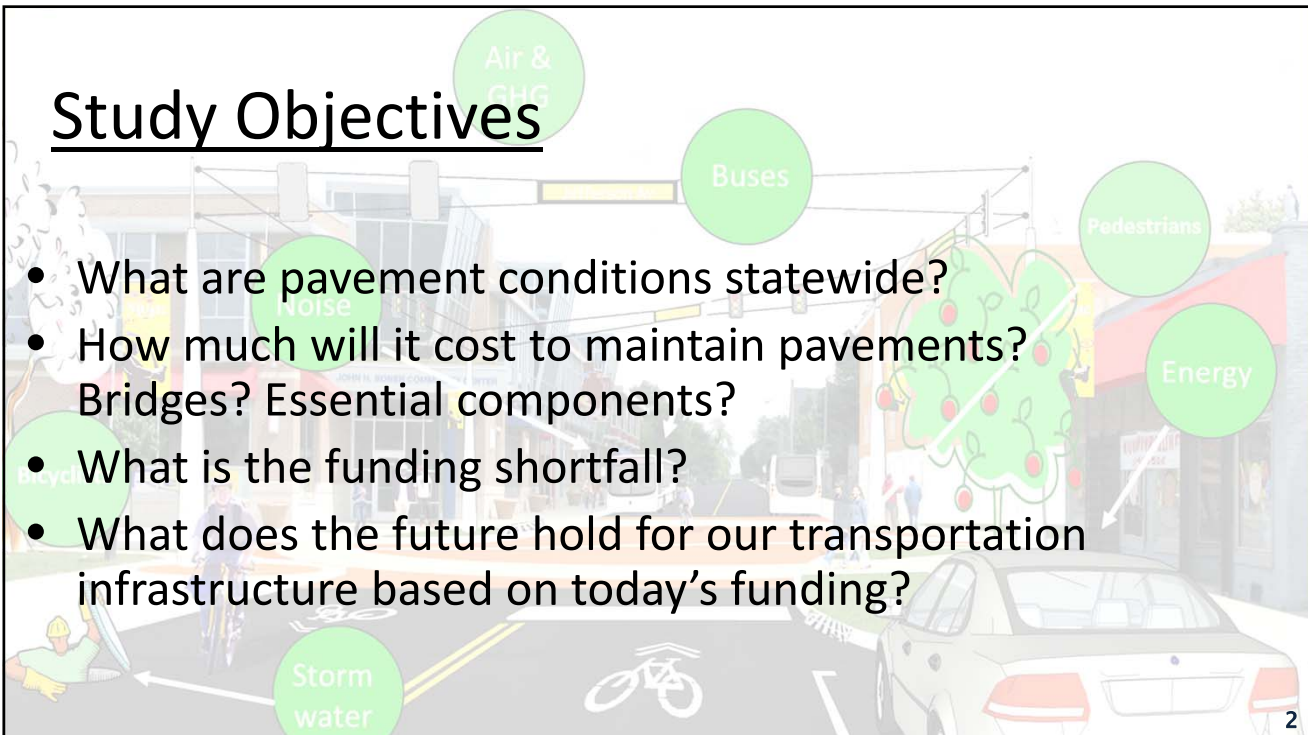 Air &
GHG
Study Objectives
Buses
Pedestrians
• What are pavement conditions statewide?
Noise
• How much will it cost to maintain pavements?
Bridges? Essential components?
Energy
• What is the funding shortfall?
• What does the future hold for our transportation
infrastructure based on today’s funding?
Storm
water
2